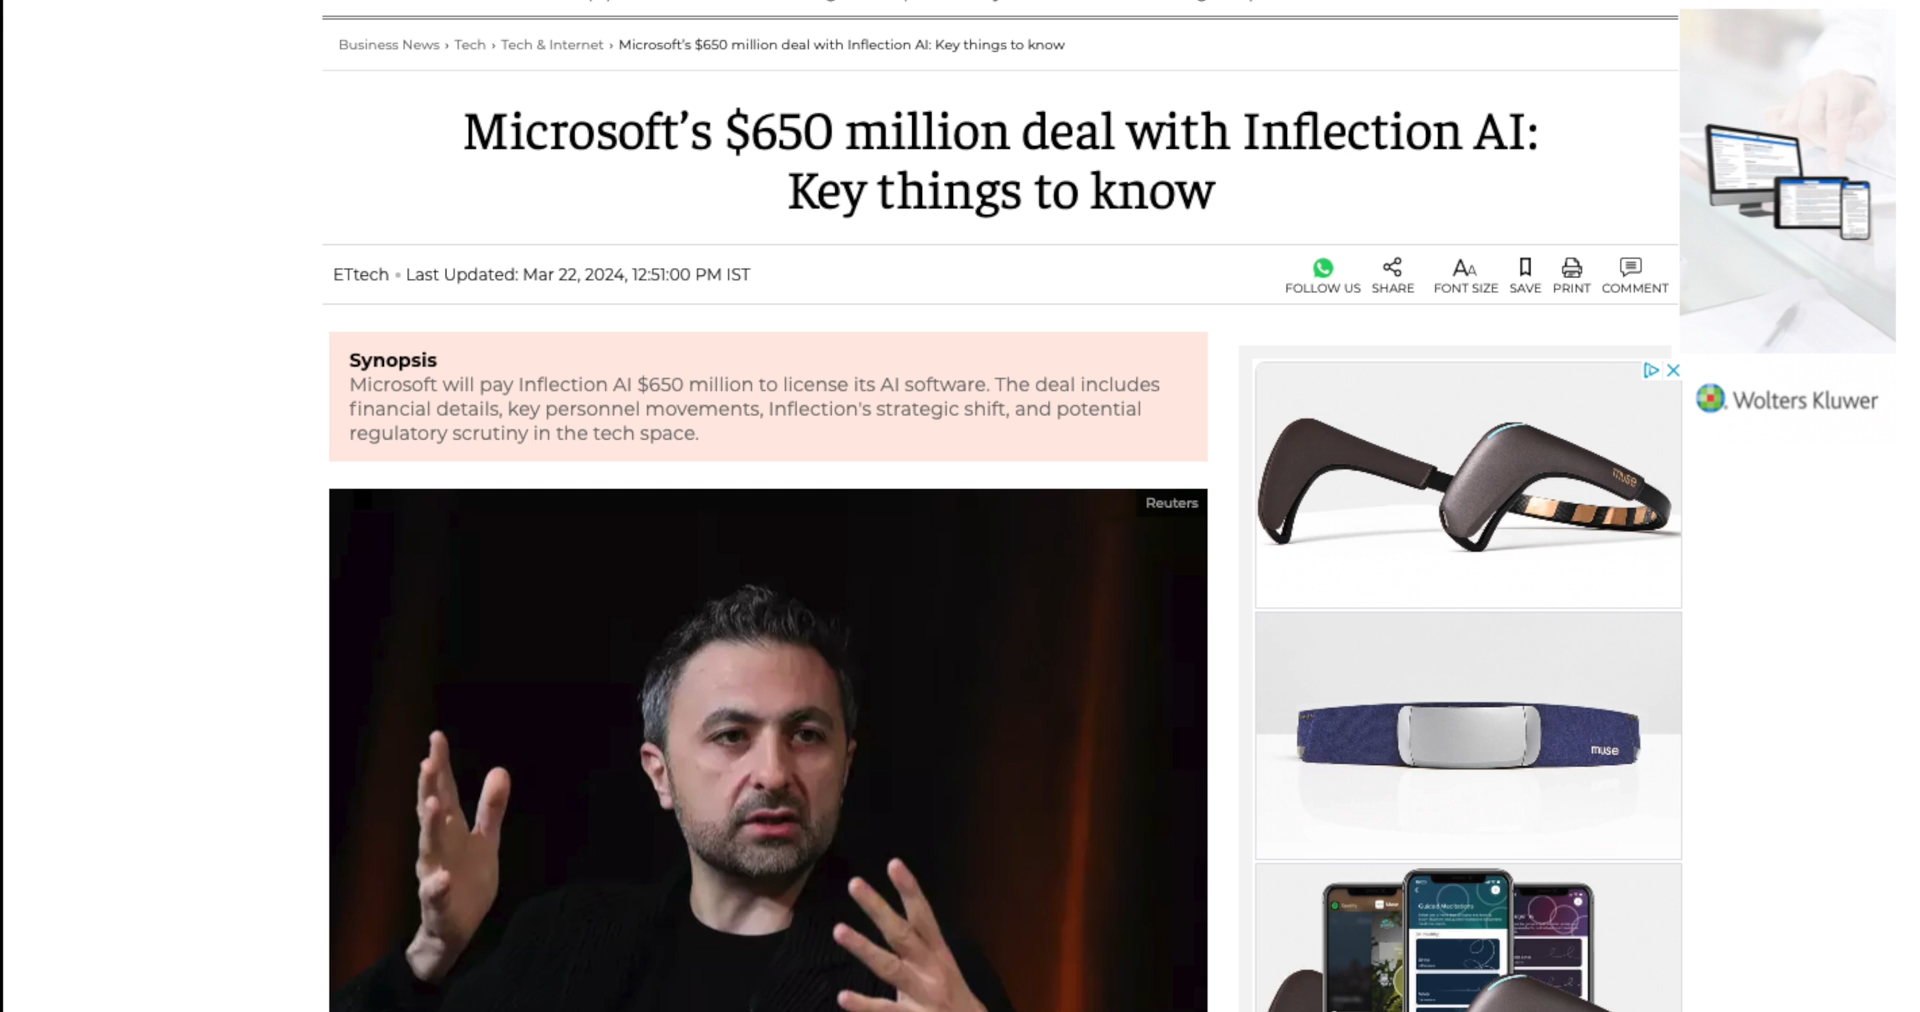 Business News › Tech › Tech & Internet › Microsoft's $650 million deal with Inflection AI: Key things to know
Microsoft’s $650 million deal with Inflection AI:
Key things to know
ETtech • Last Updated: Mar 22, 2024, 12:51:00 PM IST
FOLLOW US SHARE FONT SIZE SAVE PRINT COMMENT
Synopsis
Microsoft will pay Inflection AI $650 million to license its AI software. The deal includes
financial details, key personnel movements, Inflection's strategic shift, and potential
regulatory scrutiny in the tech space.
Reuters
Wolters Kluwer
muse
muse
Guided Meditations